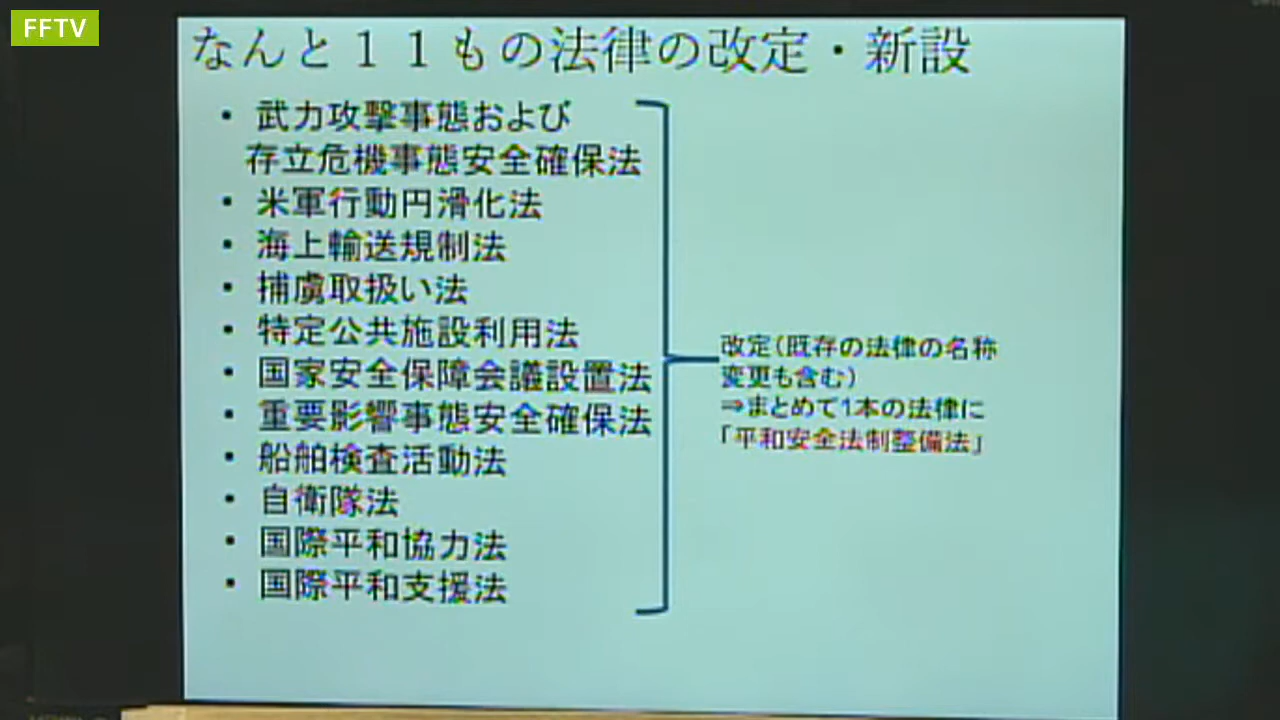 FFTV
なんと１１もの法律の改定・新設
・ 武力攻撃事態および
存立危機事態安全確保法
・ 米軍行動円滑化法
・ 海上輸送規制法
・ 捕虜取扱い法
・ 特定公共施設利用法
・ 国家安全保障会議設置法
・ 重要影響事態安全確保法
・ 船舶検査活動法
・ 自衛隊法
・ 国際平和協力法
・ 国際平和支援法
改定（既存の法律の名称
変更も含む）
⇒まとめて1本の法律に
「平和安全法制整備法」